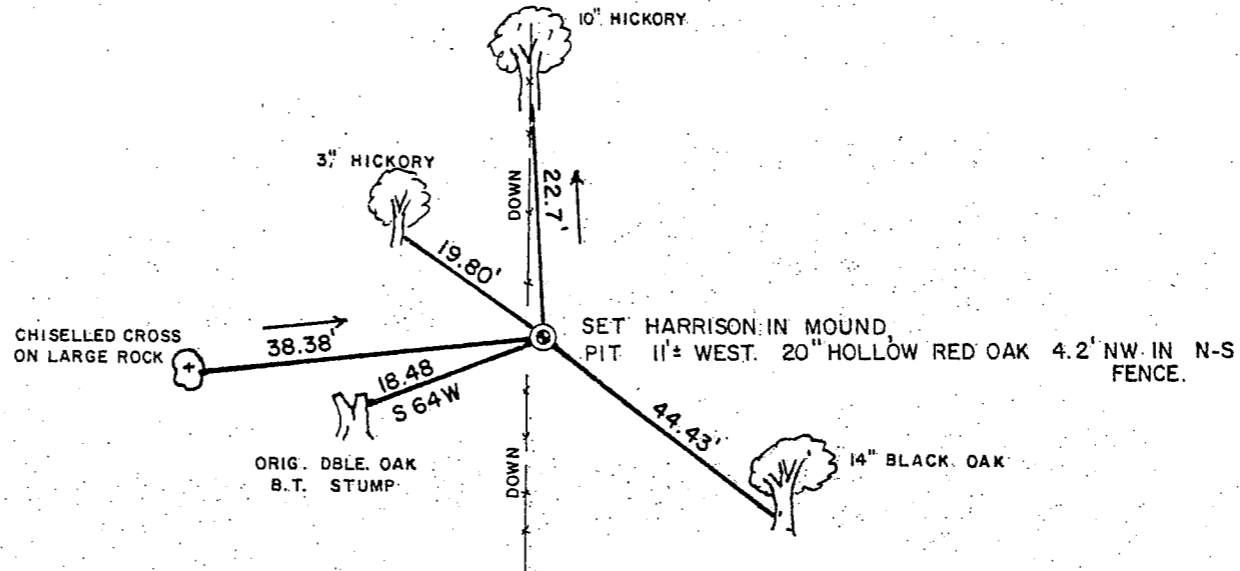 10" HICKORY
3," HICKORY
DOWN
22.7'
19.80'
CHISELLED CROSS
ON LARGE ROCK
38.38'
SET HARRISON IN MOUND,
PIT 11'± WEST. 20" HOLLOW RED OAK 4.2' NW IN N-S
FENCE.
18.48
S 64 W
44.43'
ORIG. DBLE. OAK
B.T. STUMP
DOWN
14" BLACK OAK